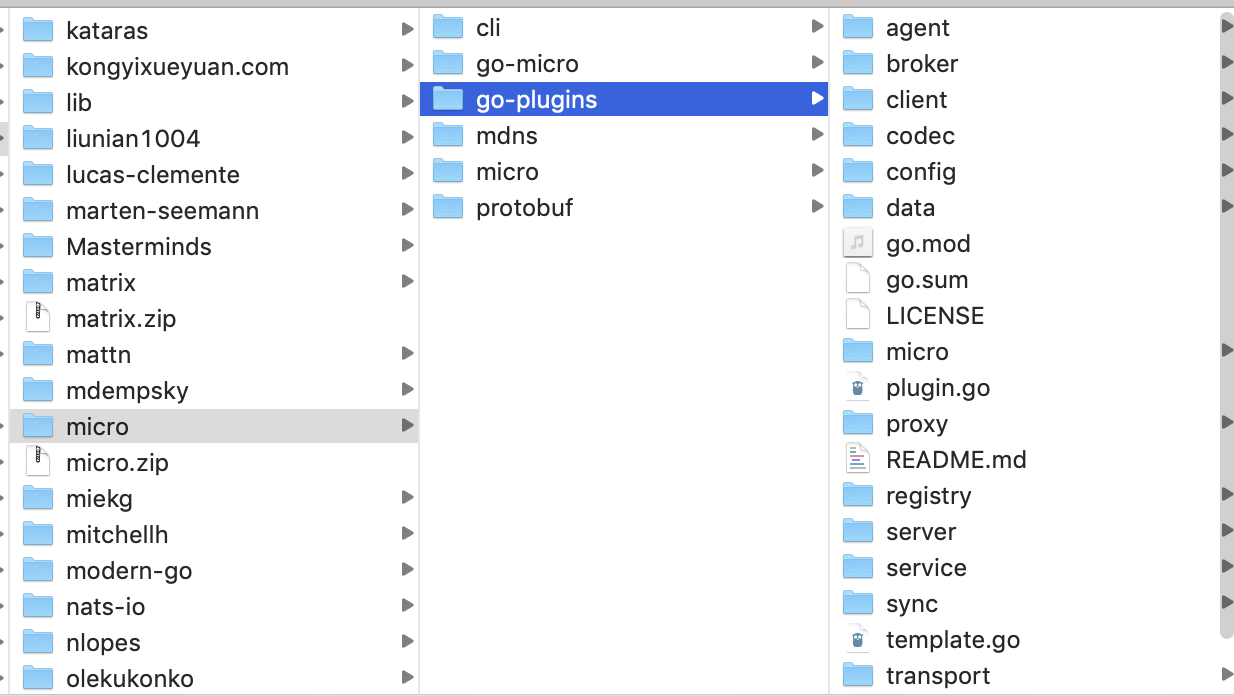 kataras
kongyixueyuan.com
lib
liunian1004
lucas-clemente
marten-seemann
Masterminds
matrix
matrix.zip
mattn
mdempsky
micro
micro.zip
miekg
mitchellh
modern-go
nats-io
nlopes
olekukonko
cli
go-micro
go-plugins
mdns
micro
protobuf
agent
broker
client
codec
config
data
go.mod
go.sum
LICENSE
micro
plugin.go
proxy
README.md
registry
server
service
sync
template.go
transport